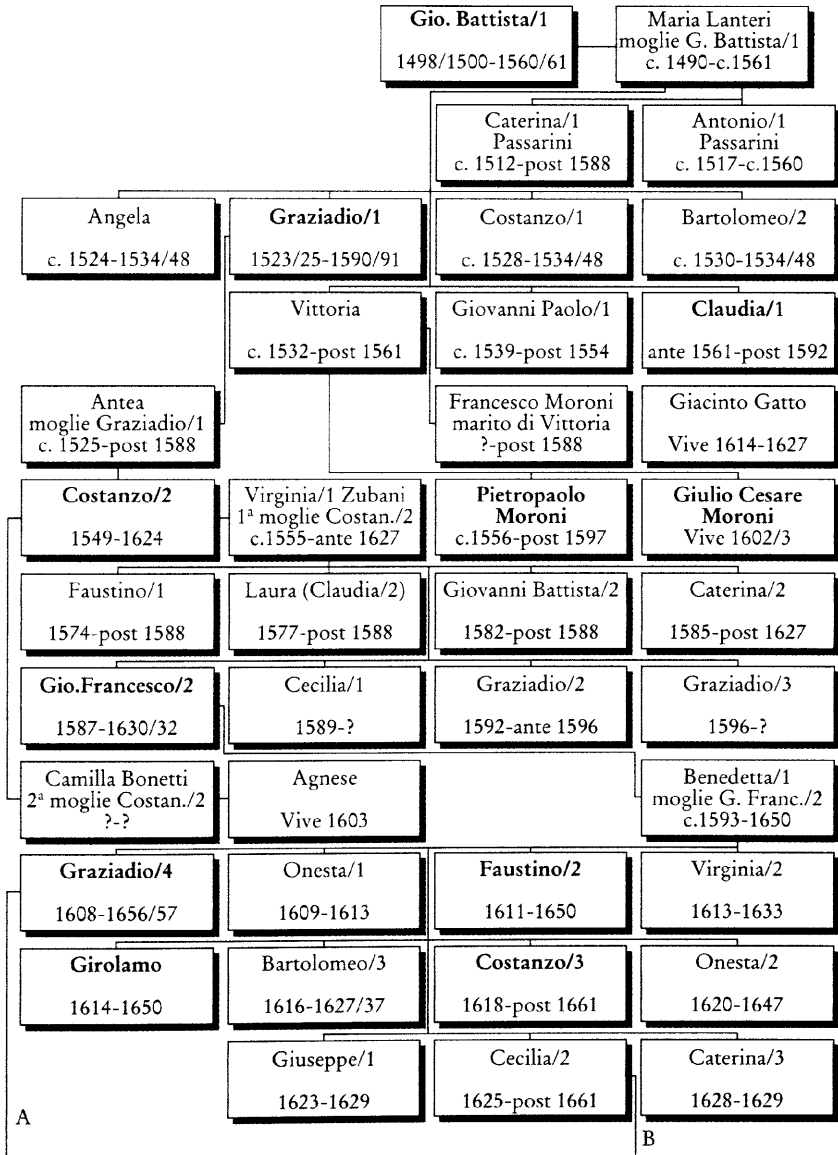 Gio. Battista/1
1498/1500-1560/61
Maria Lanteri
moglie G. Battista/1
c. 1490-c.1561
Caterina/1
Passarini
c. 1512-post 1588
Antonio/1
Passarini
c. 1517-c.1560
Angela
c. 1524-1534/48
Graziadio/1
1523/25-1590/91
Costanzo/1
c. 1528-1534/48
Bartolomeo/2
c. 1530-1534/48
Vittoria
c. 1532-post 1561
Giovanni Paolo/1
c. 1539-post 1554
Claudia/1
ante 1561-post 1592
Antea
moglie Graziadio/1
c. 1525-post 1588
Francesco Moroni
marito di Vittoria
?-post 1588
Giacinto Gatto
Vive 1614-1627
Costanzo/2
1549-1624
Virginia/1 Zubani
1ª moglie Costan./2
c.1555-ante 1627
Pietropaolo
Moroni
c.1556-post 1597
Giulio Cesare
Moroni
Vive 1602/3
Faustino/1
1574-post 1588
Laura (Claudia/2)
1577-post 1588
Giovanni Battista/2
1582-post 1588
Caterina/2
1585-post 1627
Gio.Francesco/2
1587-1630/32
Cecilia/1
1589-?
Graziadio/2
1592-ante 1596
Graziadio/3
1596-?
Camilla Bonetti
2ª moglie Costan./2
?-?
Agnese
Vive 1603
Benedetta/1
moglie G. Franc./2
c.1593-1650
Graziadio/4
1608-1656/57
Onesta/1
1609-1613
Faustino/2
1611-1650
Virginia/2
1613-1633
Girolamo
1614-1650
Bartolomeo/3
1616-1627/37
Costanzo/3
1618-post 1661
Onesta/2
1620-1647
Giuseppe/1
1623-1629
Cecilia/2
1625-post 1661
Caterina/3
1628-1629
A
B